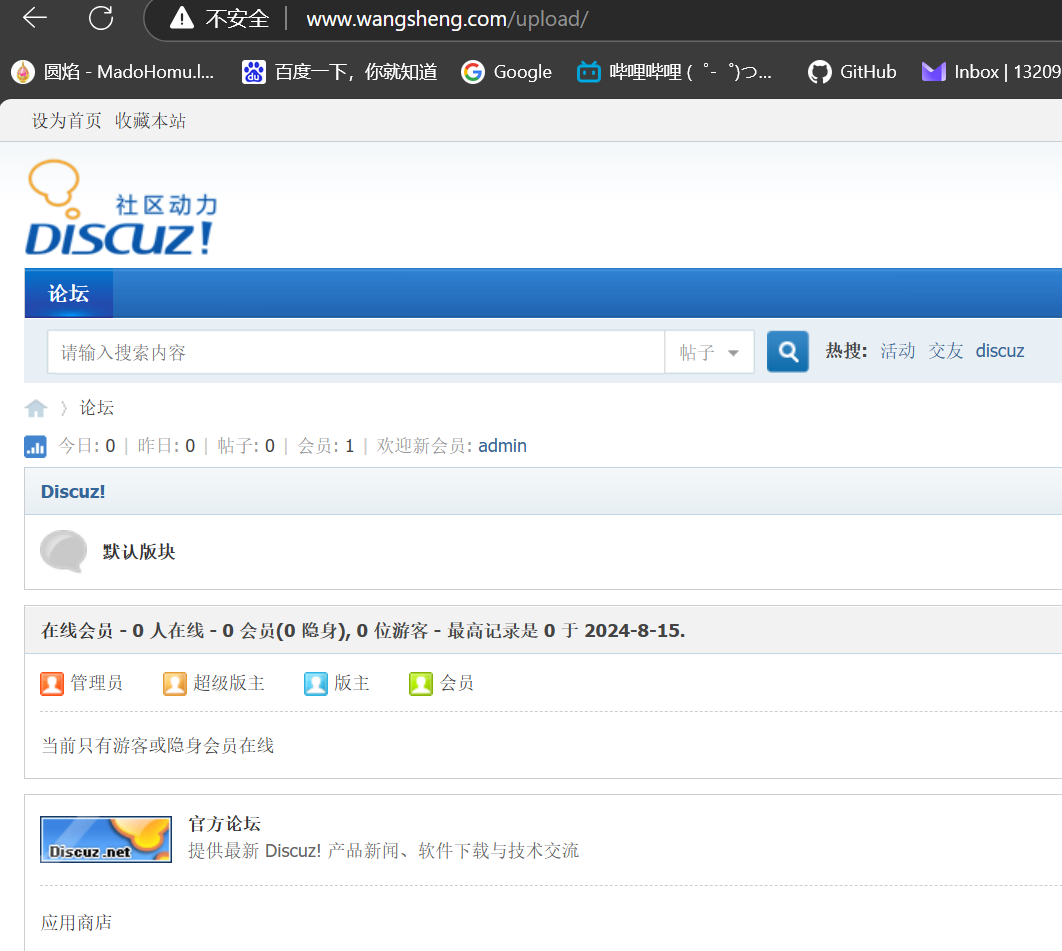 不安全 | www.wangsheng.com/upload/
圆焰 - MadoHomu.l... 百度一下，你就知道 Google 哔哩哔哩 (゜-゜)つ... GitHub Inbox | 13209
设为首页 收藏本站
社区动力
DISCUZ!
论坛
请输入搜索内容 帖子 热搜: 活动 交友 discuz
论坛
今日: 0 | 昨日: 0 | 帖子: 0 | 会员: 1 | 欢迎新会员: admin
Discuz!
默认版块
在线会员 - 0 人在线 - 0 会员(0 隐身), 0 位游客 - 最高记录是 0 于 2024-8-15.
管理员 超级版主 版主 会员
当前只有游客或隐身会员在线
官方论坛
Discuz!.net 提供最新 Discuz! 产品新闻、软件下载与技术交流
应用商店